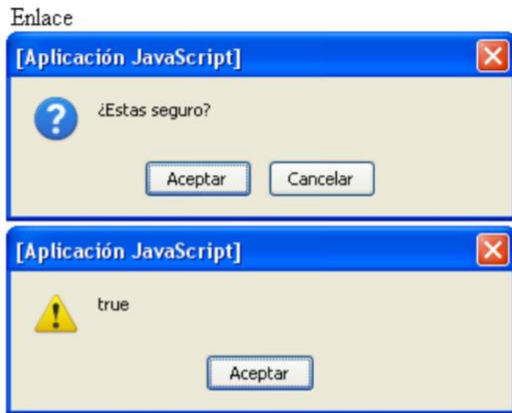 Enlace
[Aplicación JavaScript]
¿Estas seguro?
Aceptar Cancelar
[Aplicación JavaScript]
true
Aceptar